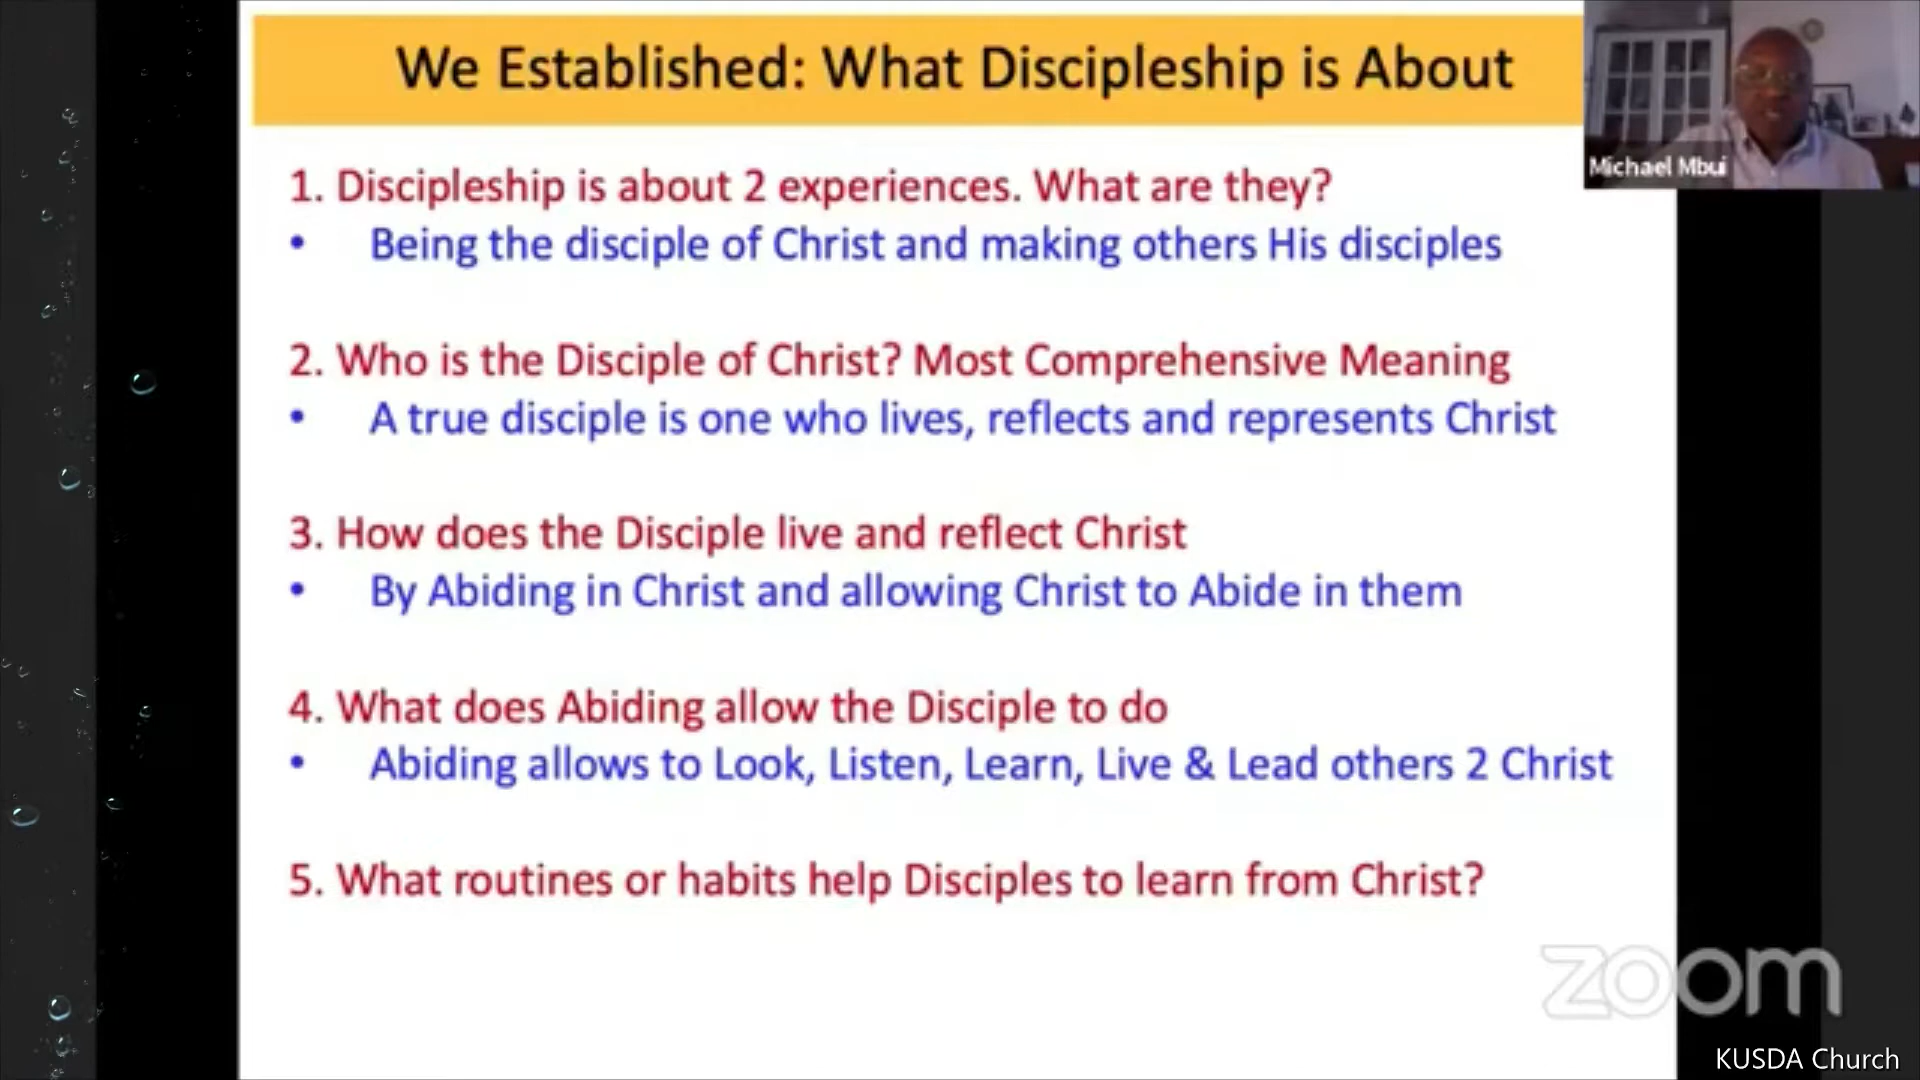 We Established: What Discipleship is About
Michael Mbui
1. Discipleship is about 2 experiences. What are they?
• Being the disciple of Christ and making others His disciples
2. Who is the Disciple of Christ? Most Comprehensive Meaning
• A true disciple is one who lives, reflects and represents Christ
3. How does the Disciple live and reflect Christ
• By Abiding in Christ and allowing Christ to Abide in them
4. What does Abiding allow the Disciple to do
• Abiding allows to Look, Listen, Learn, Live & Lead others 2 Christ
5. What routines or habits help Disciples to learn from Christ?
zoom
KUSDA Church